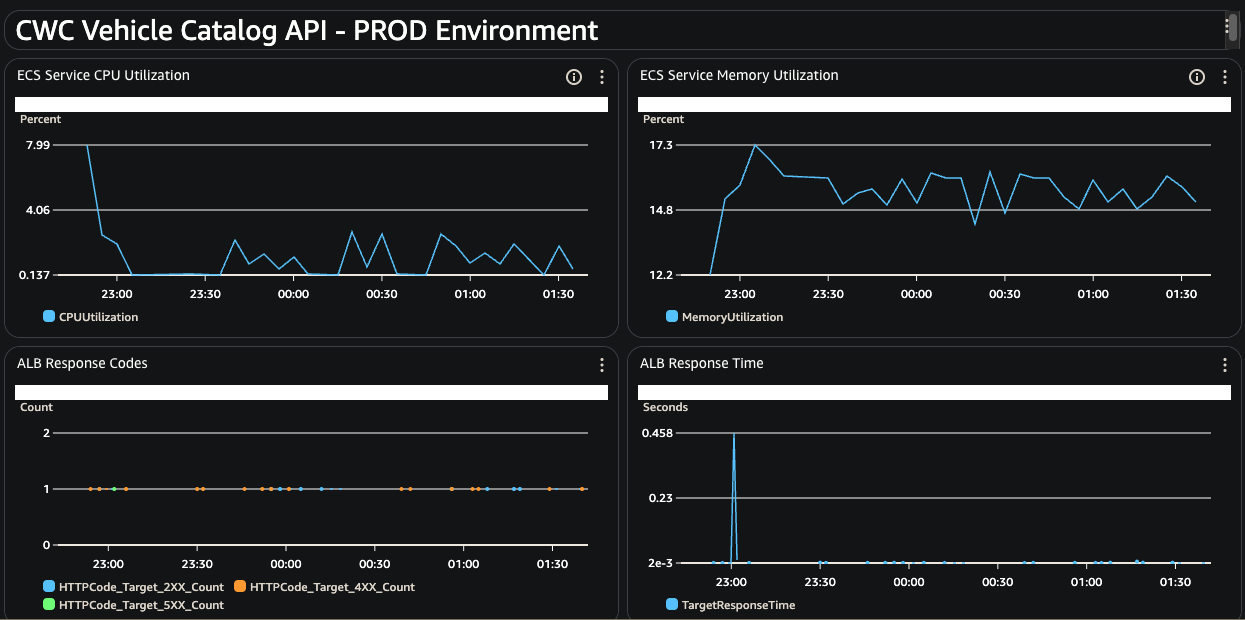 CWC Vehicle Catalog API - PROD Environment
ECS Service CPU Utilization
Percent
7.99
4.06
0.137
23:00 23:30 00:00 00:30 01:00 01:30
CPUUtilization
ECS Service Memory Utilization
Percent
17.3
14.8
12.2
23:00 23:30 00:00 00:30 01:00 01:30
MemoryUtilization
ALB Response Codes
Count
2
1
0
23:00 23:30 00:00 00:30 01:00 01:30
HTTPCode_Target_2XX_Count HTTPCode_Target_4XX_Count
HTTPCode_Target_5XX_Count
ALB Response Time
Seconds
0.458
0.23
2e-3
23:00 23:30 00:00 00:30 01:00 01:30
TargetResponseTime